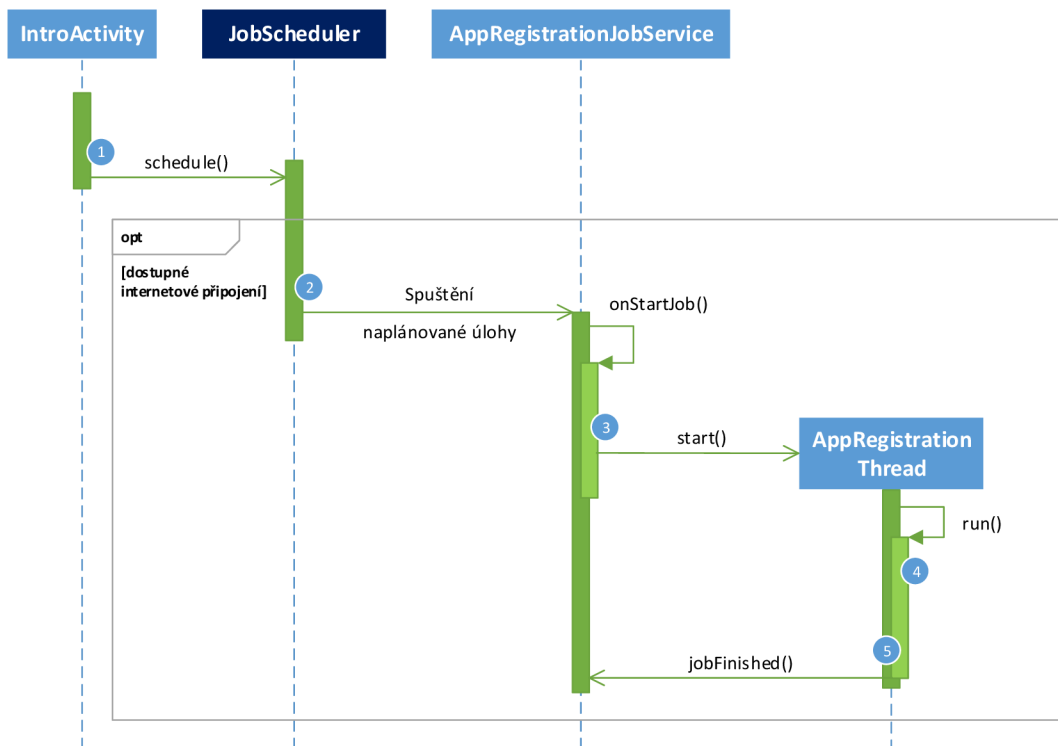 IntroActivity
JobScheduler
AppRegistrationJobService
1
schedule()
opt
[dostupné
internetové připojení]
2
Spuštění
naplánované úlohy
onStartJob()
3
start()
AppRegistration
Thread
run()
4
5
jobFinished()